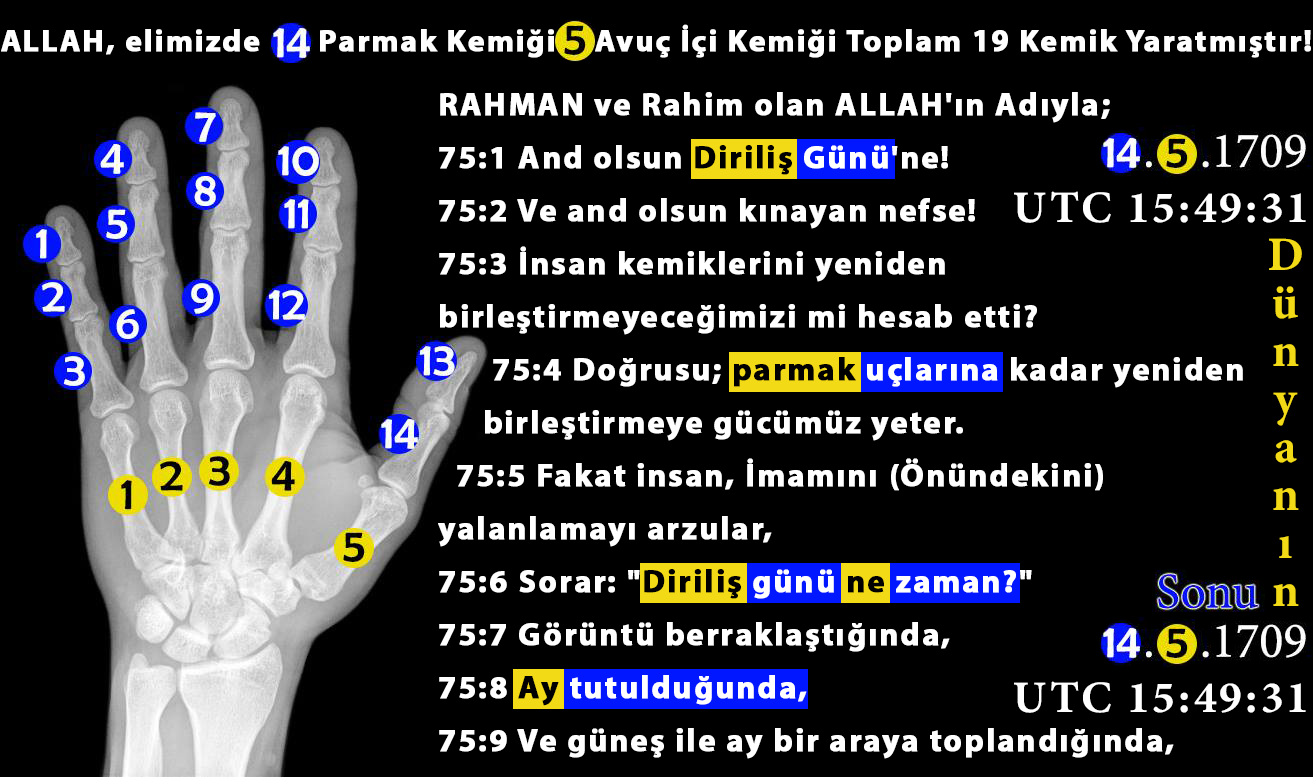 ALLAH, elimizde 14 Parmak Kemiği 5 Avuç İçi Kemiği Toplam 19 Kemik Yaratmıştır!
RAHMAN ve Rahim olan ALLAH'ın Adıyla;
75:1 And olsun Diriliş Günü'ne!
75:2 Ve and olsun kınayan nefse!
75:3 İnsan kemiklerini yeniden
birleştirmeyeceğimizi mi hesab etti?
75:4 Doğrusu; parmak uçlarına kadar yeniden
birleştirmeye gücümüz yeter.
75:5 Fakat insan, İmamını (Önündekini)
yalanlamayı arzular,
75:6 Sorar: "Diriliş günü ne zaman?"
75:7 Görüntü berraklaştığında,
75:8 Ay tutulduğunda,
75:9 Ve güneş ile ay bir araya toplandığında,
14.5.1709
UTC 15:49:31
Dünyanın
Sonu
14.5.1709
UTC 15:49:31
1
2
3
4
5
6
7
8
9
10
11
12
13
14
1
2
3
4
5